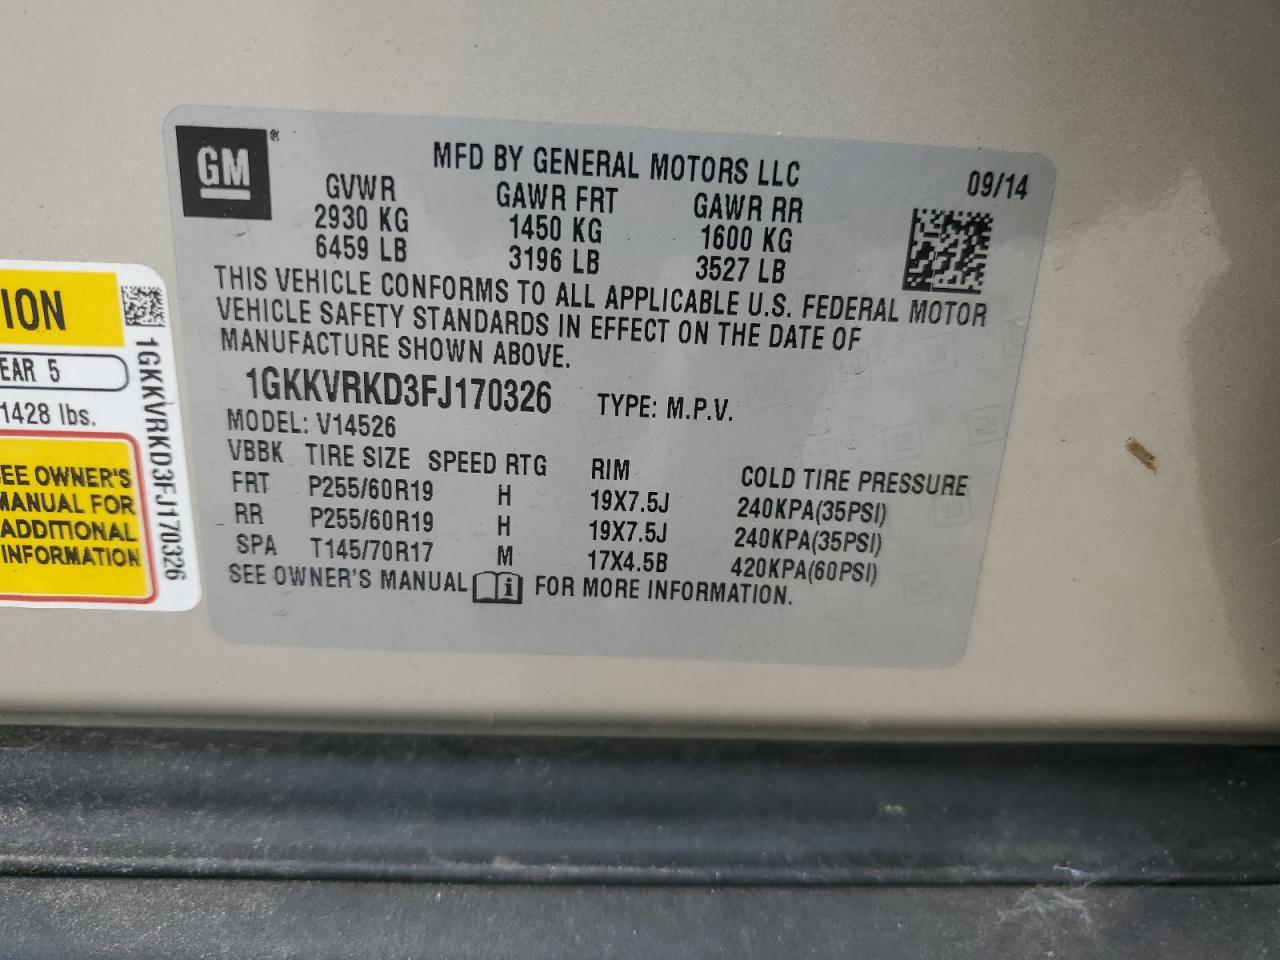 GM®
MFD BY GENERAL MOTORS LLC
09/14
GVWR GAWR FRT GAWR RR
2930 KG 1450 KG 1600 KG
6459 LB 3196 LB 3527 LB
THIS VEHICLE CONFORMS TO ALL APPLICABLE U.S. FEDERAL MOTOR
VEHICLE SAFETY STANDARDS IN EFFECT ON THE DATE OF
MANUFACTURE SHOWN ABOVE.
1GKKVRKD3FJ170326 TYPE: M.P.V.
MODEL: V14526
VBBK TIRE SIZE SPEED RTG RIM COLD TIRE PRESSURE
FRT P255/60R19 H 19X7.5J 240KPA(35PSI)
RR P255/60R19 H 19X7.5J 240KPA(35PSI)
SPA T145/70R17 M 17X4.5B 420KPA(60PSI)
SEE OWNER'S MANUAL i FOR MORE INFORMATION.
ION
EAR 5
1428 lbs.
SEE OWNER'S
MANUAL FOR
ADDITIONAL
INFORMATION
1GKKVRKD3FJ170326